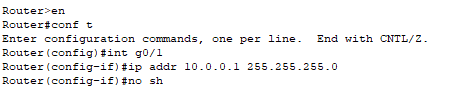 Router>en
Router#conf t
Enter configuration commands, one per line.  End with CNTL/Z.
Router(config)#int g0/1
Router(config-if)#ip addr 10.0.0.1 255.255.255.0
Router(config-if)#no sh